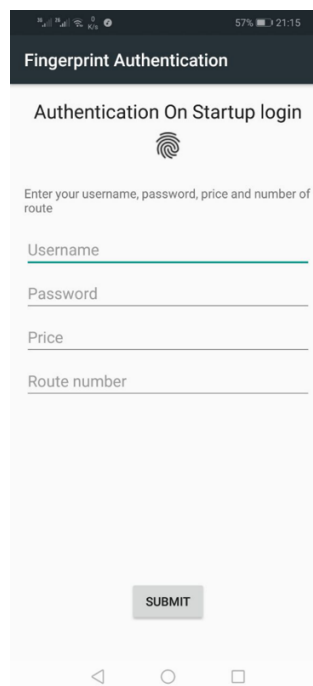 0
K/s
57% 21:15
Fingerprint Authentication
Authentication On Startup login
Enter your username, password, price and number of
route
Username
Password
Price
Route number
SUBMIT